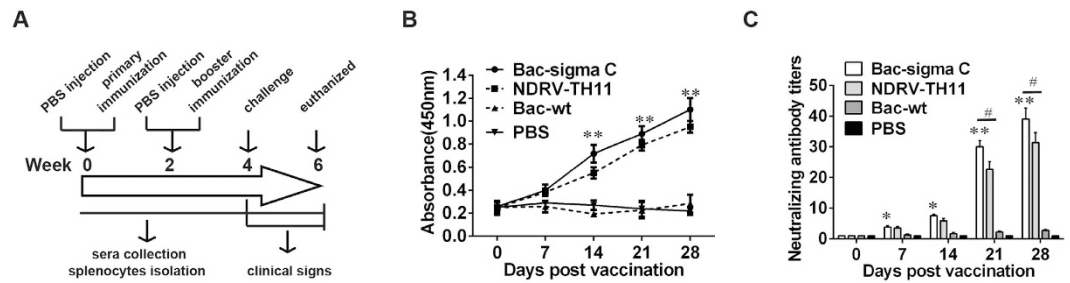 A
PBS injection
primary
immunization
PBS injection
booster
immunization
challenge
euthanized
Week 0 2 4 6
sera collection
splenocytes isolation
clinical signs
B
Bac-sigma C
NDRV-TH11
Bac-wt
PBS
Absorbance(450nm)
1.4
1.2
1.0
0.8
0.6
0.4
0.2
0.0
** ** **
0 7 14 21 28
Days post vaccination
C
Bac-sigma C
NDRV-TH11
Bac-wt
PBS
Neutralizing antibody titers
50
40
30
20
10
0
* * ** # ** #
0 7 14 21 28
Days post vaccination